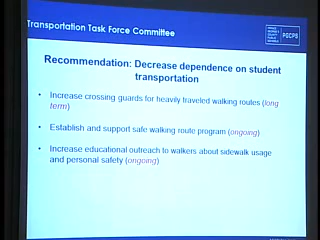 Transportation Task Force Committee
PGCPS
Recommendation: Decrease dependence on student
transportation
• Increase crossing guards for heavily traveled walking routes (long
term)
• Establish and support safe walking route program (ongoing)
• Increase educational outreach to walkers about sidewalk usage
and personal safety (ongoing)